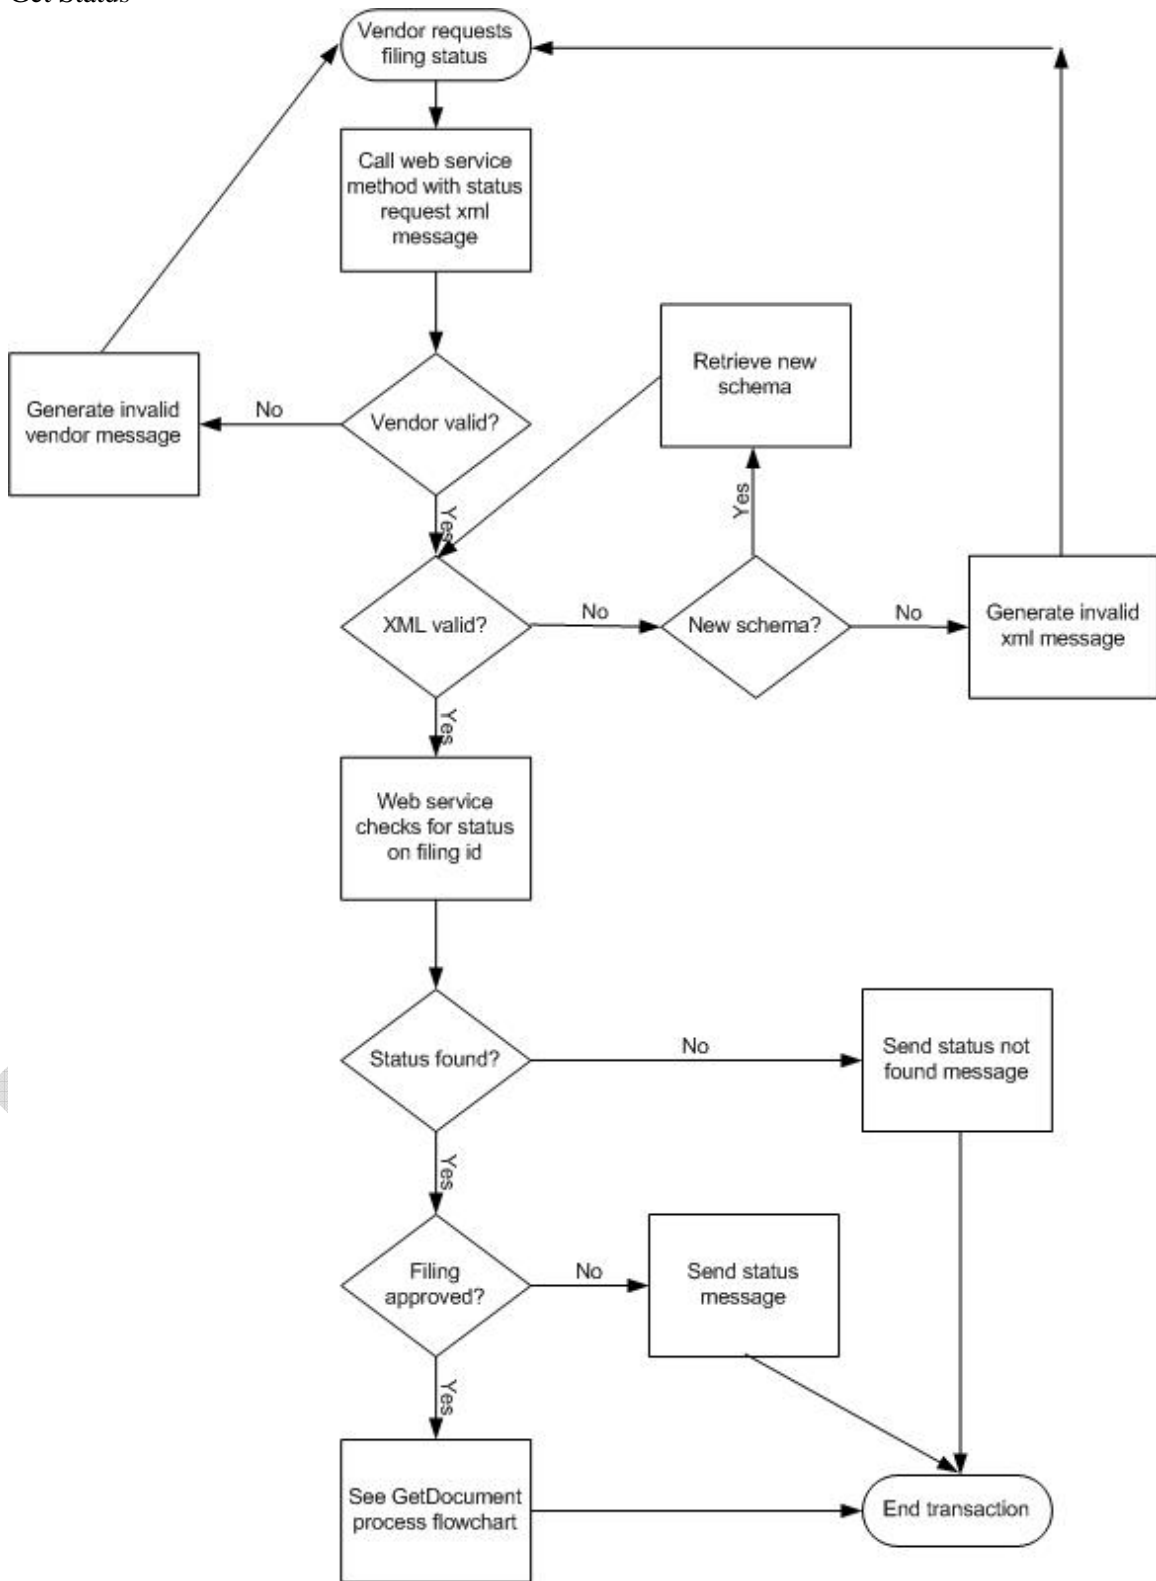 Get Status
Vendor requests
filing status
Call web service
method with status
request xml
message
Retrieve new
schema
Generate invalid
vendor message
No
Vendor valid?
Yes
Yes
XML valid?
No
New schema?
No
Generate invalid
xml message
Yes
Web service
checks for status
on filing id
Status found?
No
Send status not
found message
Yes
Filing
approved?
No
Send status
message
Yes
See GetDocument
process flowchart
End transaction